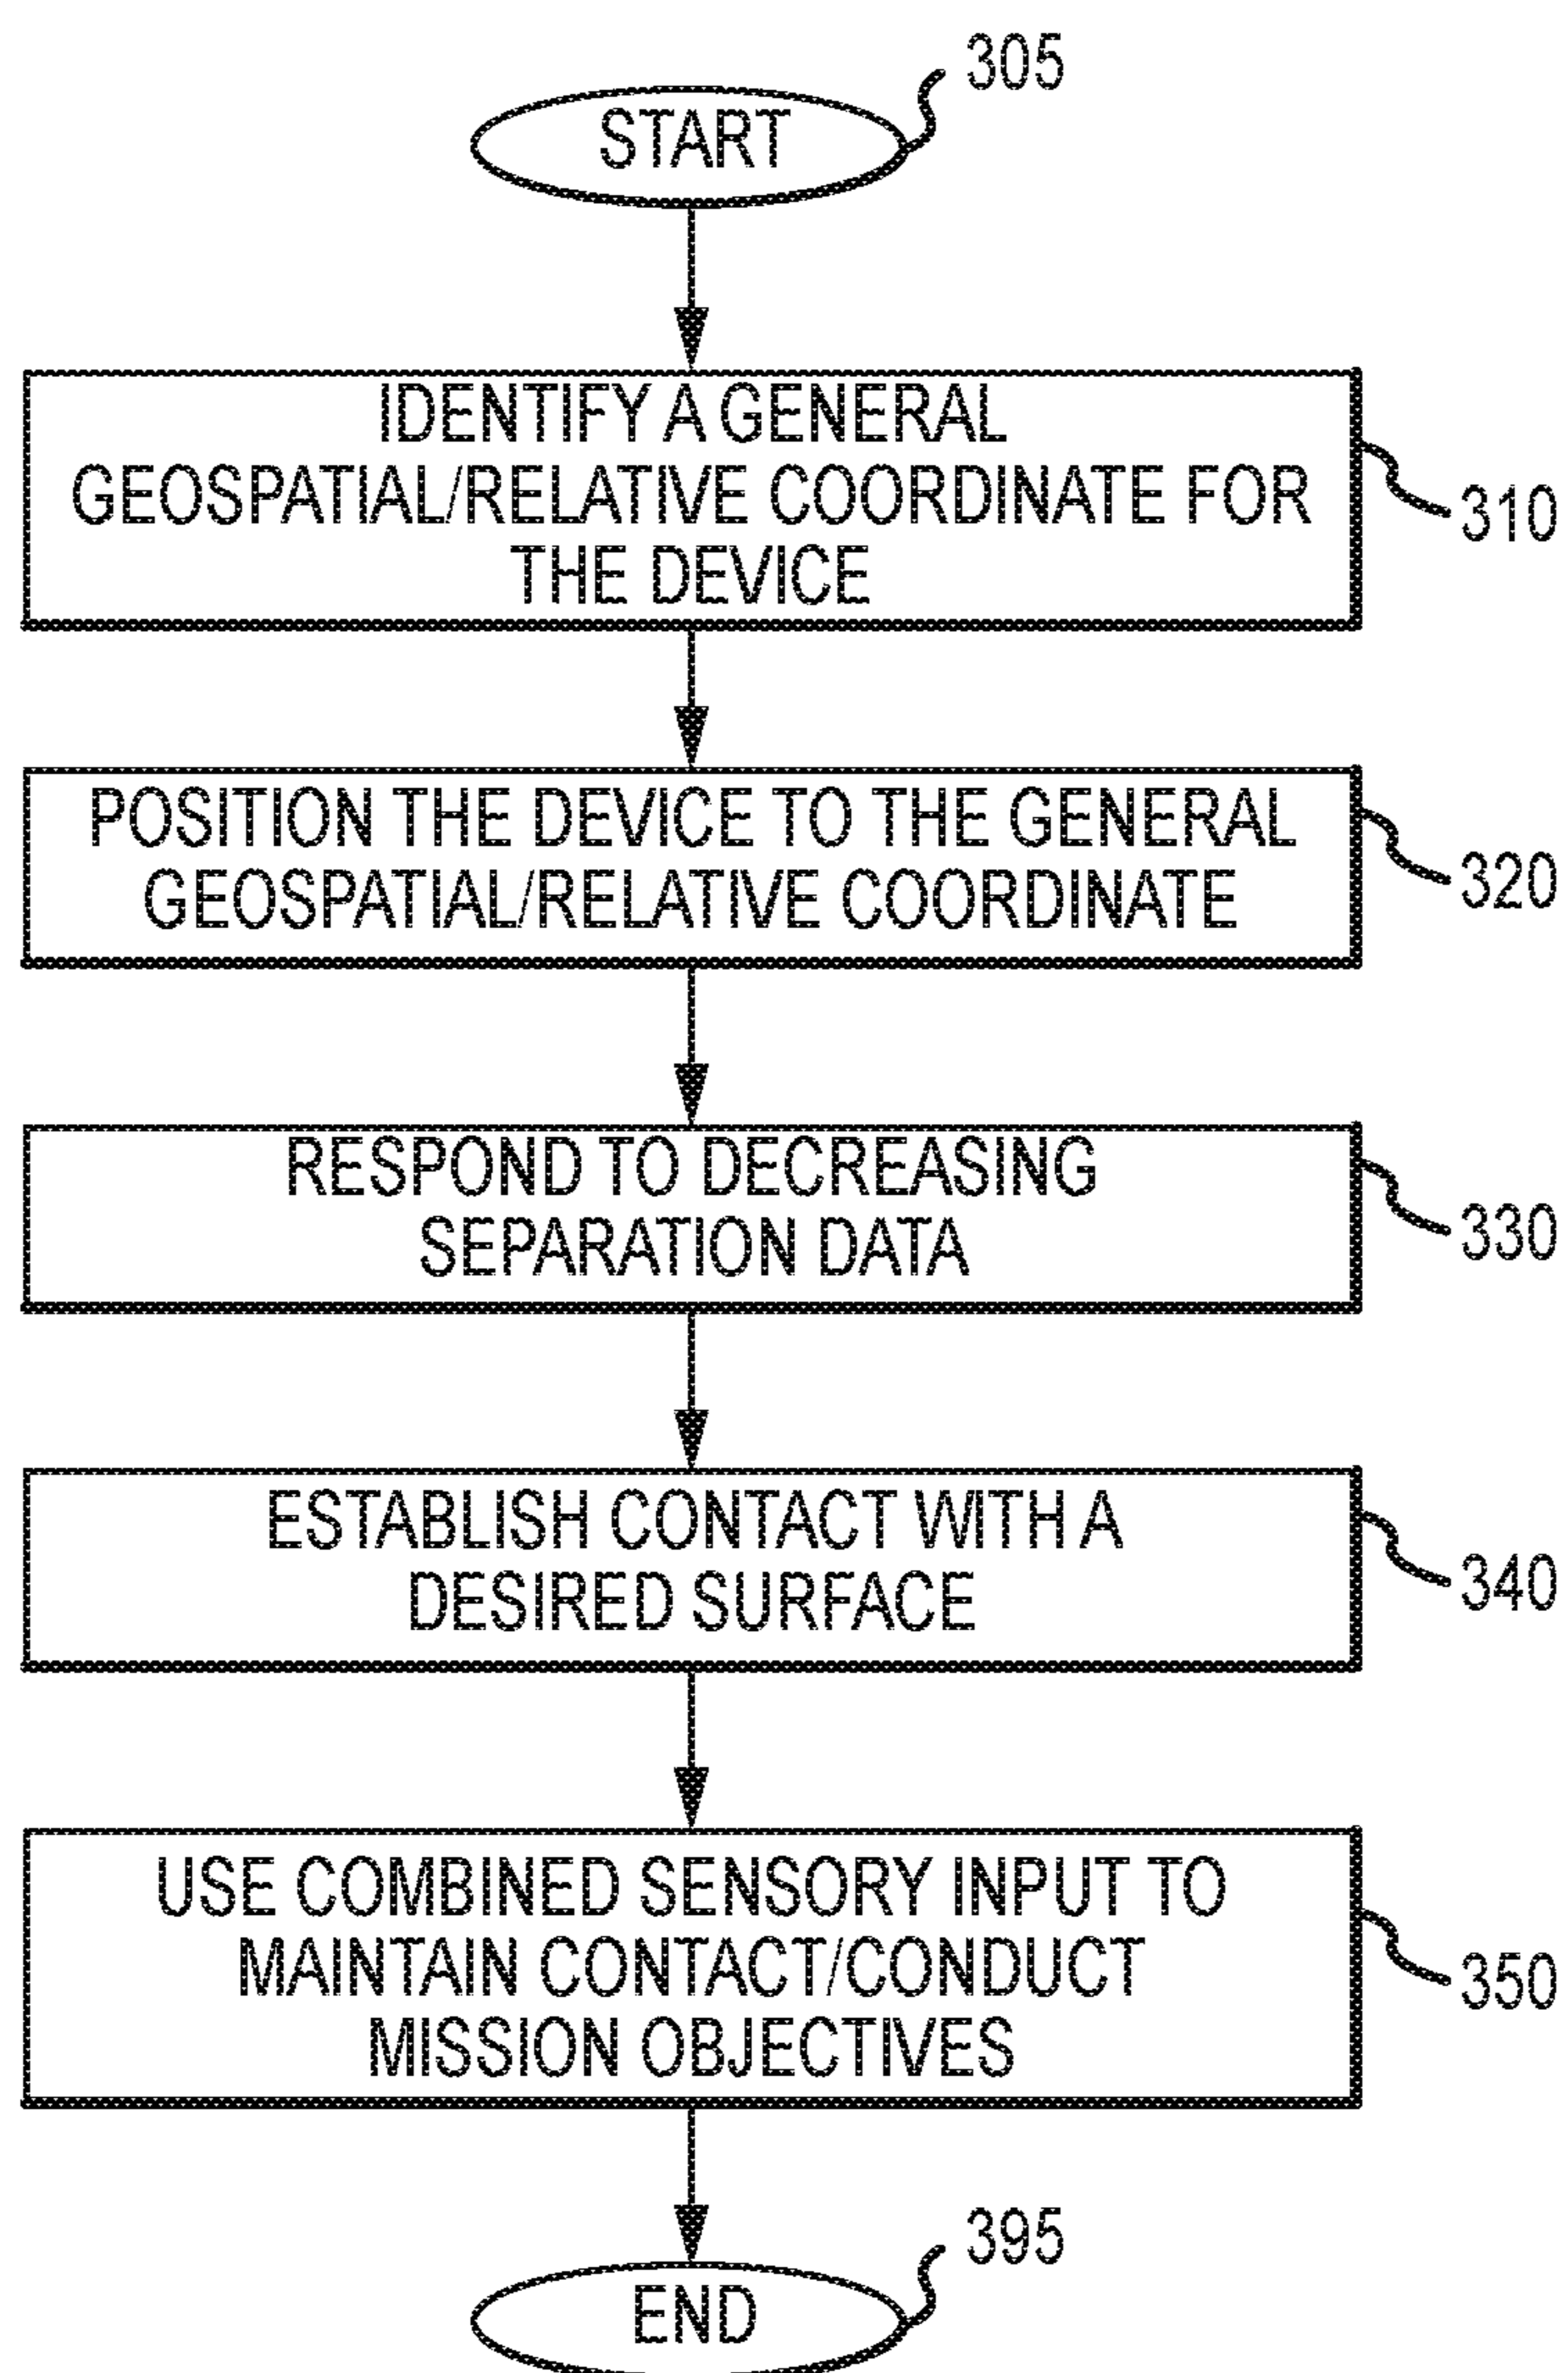 305
START
IDENTIFY A GENERAL
GEOSPATIAL/RELATIVE COORDINATE FOR
THE DEVICE
310
POSITION THE DEVICE TO THE GENERAL
GEOSPATIAL/RELATIVE COORDINATE
320
RESPOND TO DECREASING
SEPARATION DATA
330
ESTABLISH CONTACT WITH A
DESIRED SURFACE
340
USE COMBINED SENSORY INPUT TO
MAINTAIN CONTACT/CONDUCT
MISSION OBJECTIVES
350
395
END